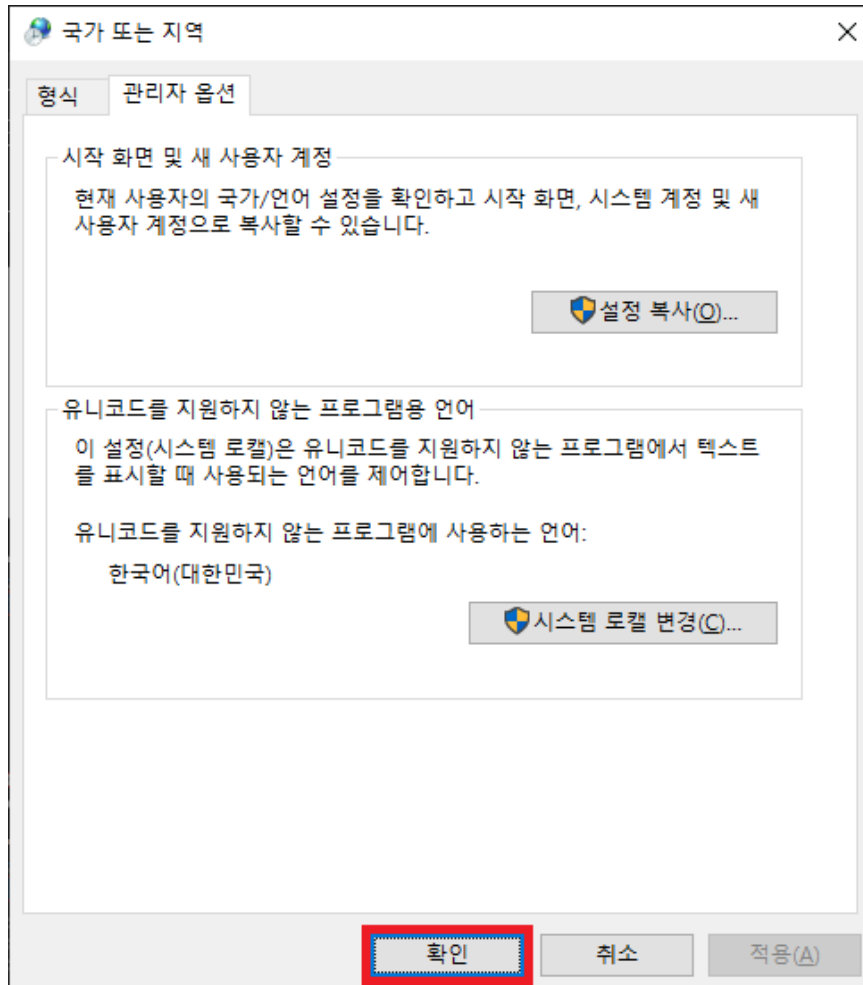 국가 또는 지역
형식
관리자 옵션
시작 화면 및 새 사용자 계정
현재 사용자의 국가/언어 설정을 확인하고 시작 화면, 시스템 계정 및 새
사용자 계정으로 복사할 수 있습니다.
설정 복사(O)...
유니코드를 지원하지 않는 프로그램용 언어
이 설정(시스템 로캘)은 유니코드를 지원하지 않는 프로그램에서 텍스트
를 표시할 때 사용되는 언어를 제어합니다.
유니코드를 지원하지 않는 프로그램에 사용하는 언어:
한국어(대한민국)
시스템 로캘 변경(C)...
확인
취소
적용(A)